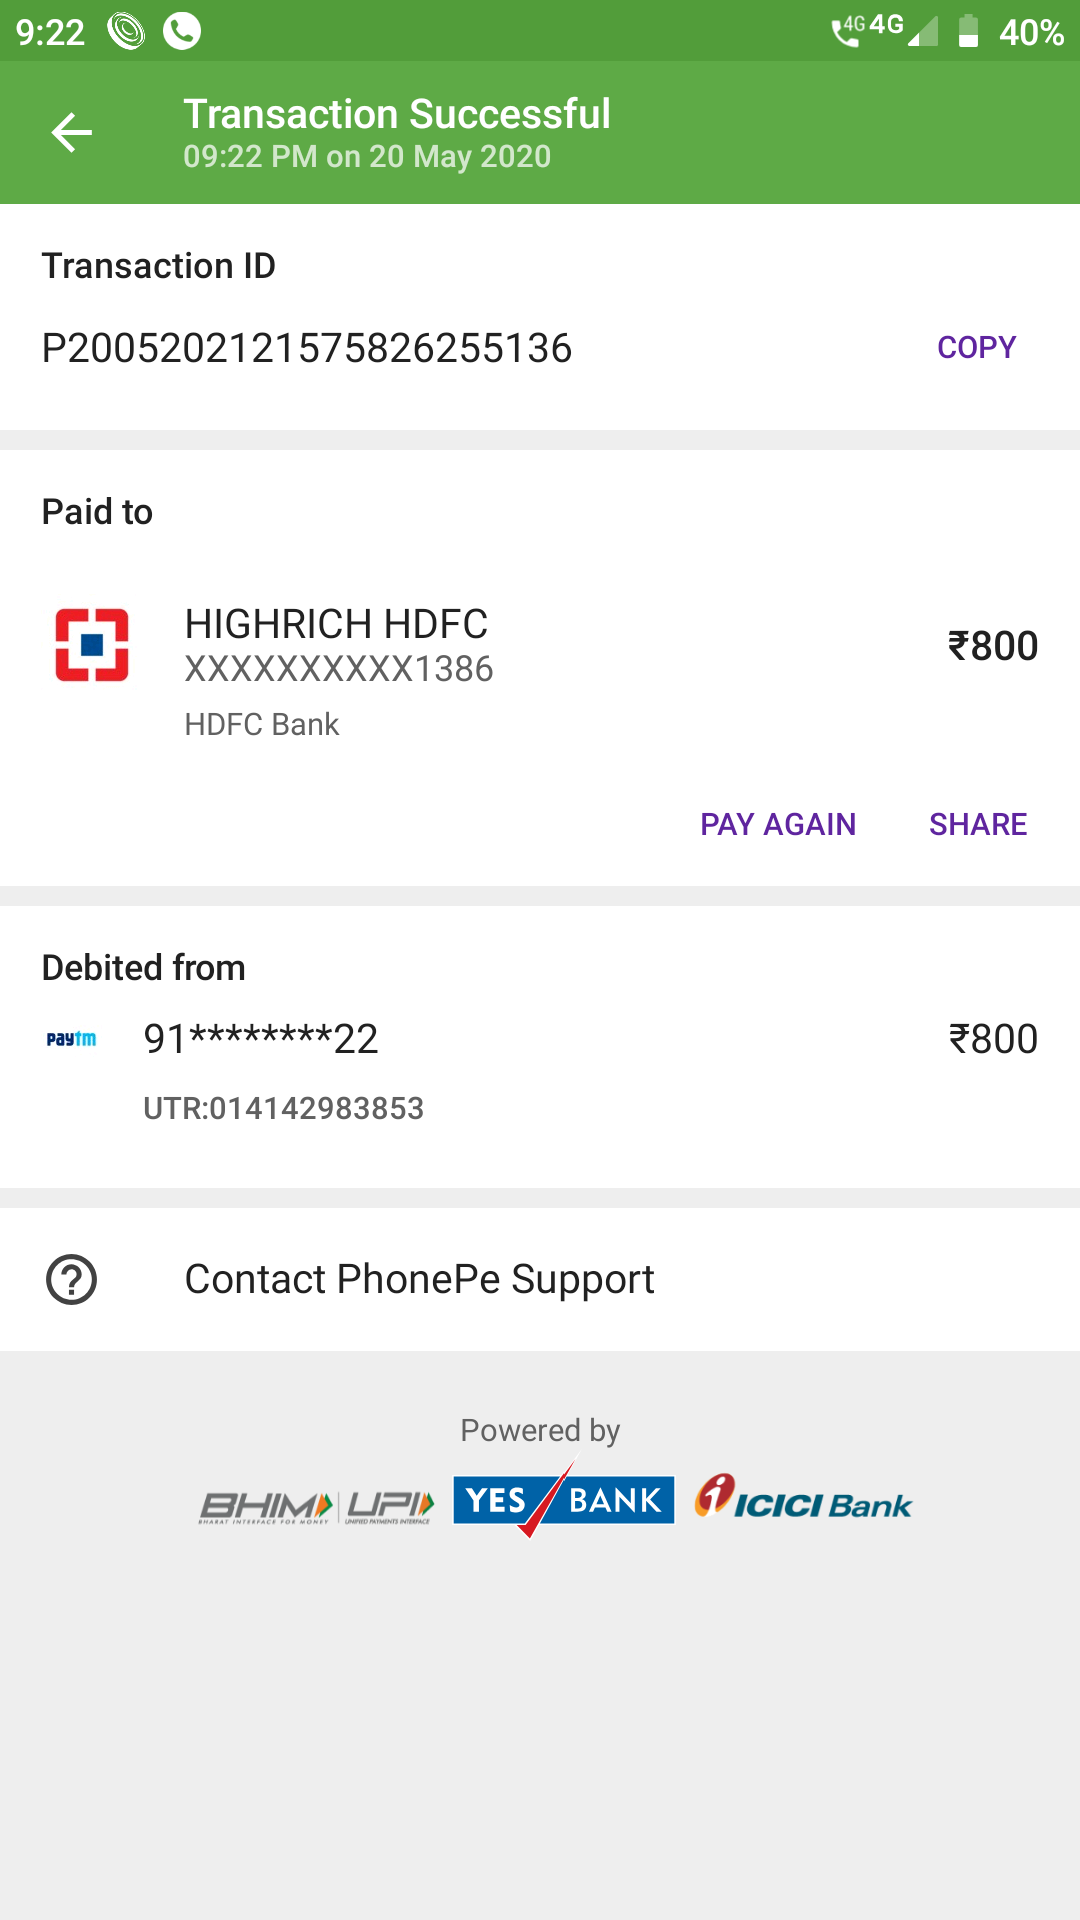 9:22 4G 4G 40%
Transaction Successful
09:22 PM on 20 May 2020
Transaction ID
P2005202121575826255136 COPY
Paid to
HIGHRICH HDFC
XXXXXXXXXX1386 ₹800
HDFC Bank
PAY AGAIN SHARE
Debited from
paytm 91********22 ₹800
UTR:014142983853
Contact PhonePe Support
Powered by
BHIM UPI YES BANK ICICI Bank
BHARAT INTERFACE FOR MONEY UNIFIED PAYMENTS INTERFACE